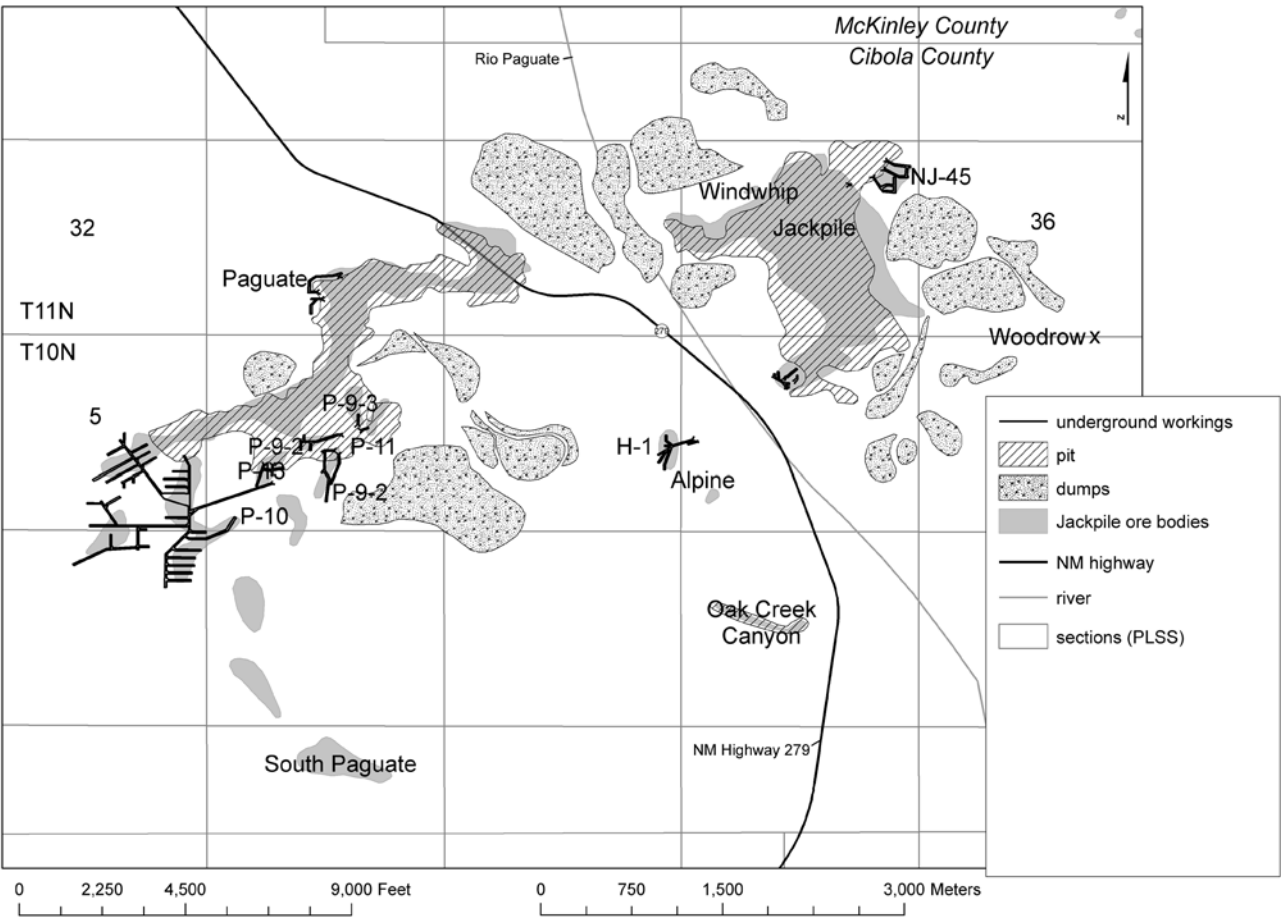 McKinley County
Cibola County
Rio Paguate
z
NJ-45
Windwhip
36
32
Jackpile
Paguate
T11N
279
Woodrow x
T10N
P-9-3
5
P-9-2
P-11
H-1
P-13
Alpine
P-9-2
P-10
Oak Creek
Canyon
NM Highway 279
South Paguate
underground workings
pit
dumps
Jackpile ore bodies
NM highway
river
sections (PLSS)
0 2,250 4,500 9,000 Feet
0 750 1,500 3,000 Meters